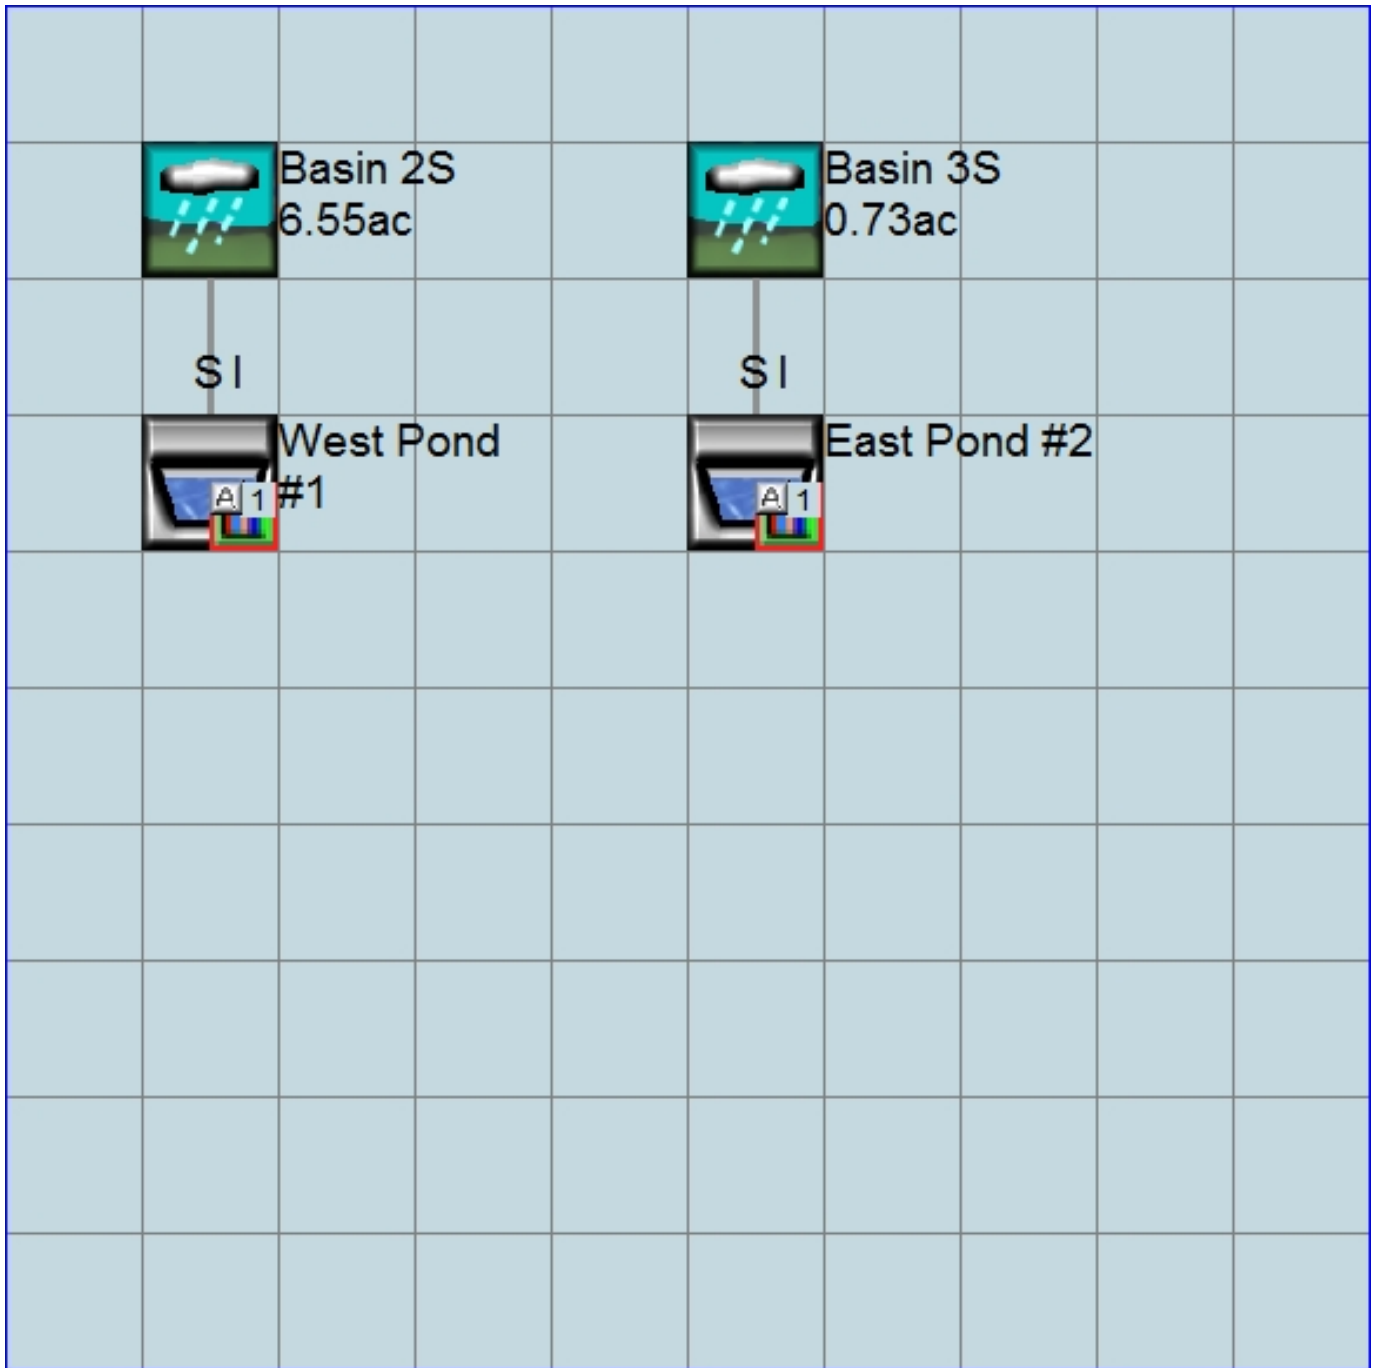 Basin 2S
6.55ac
Basin 3S
0.73ac
S I
S I
West Pond
#1
A 1
East Pond #2
A 1